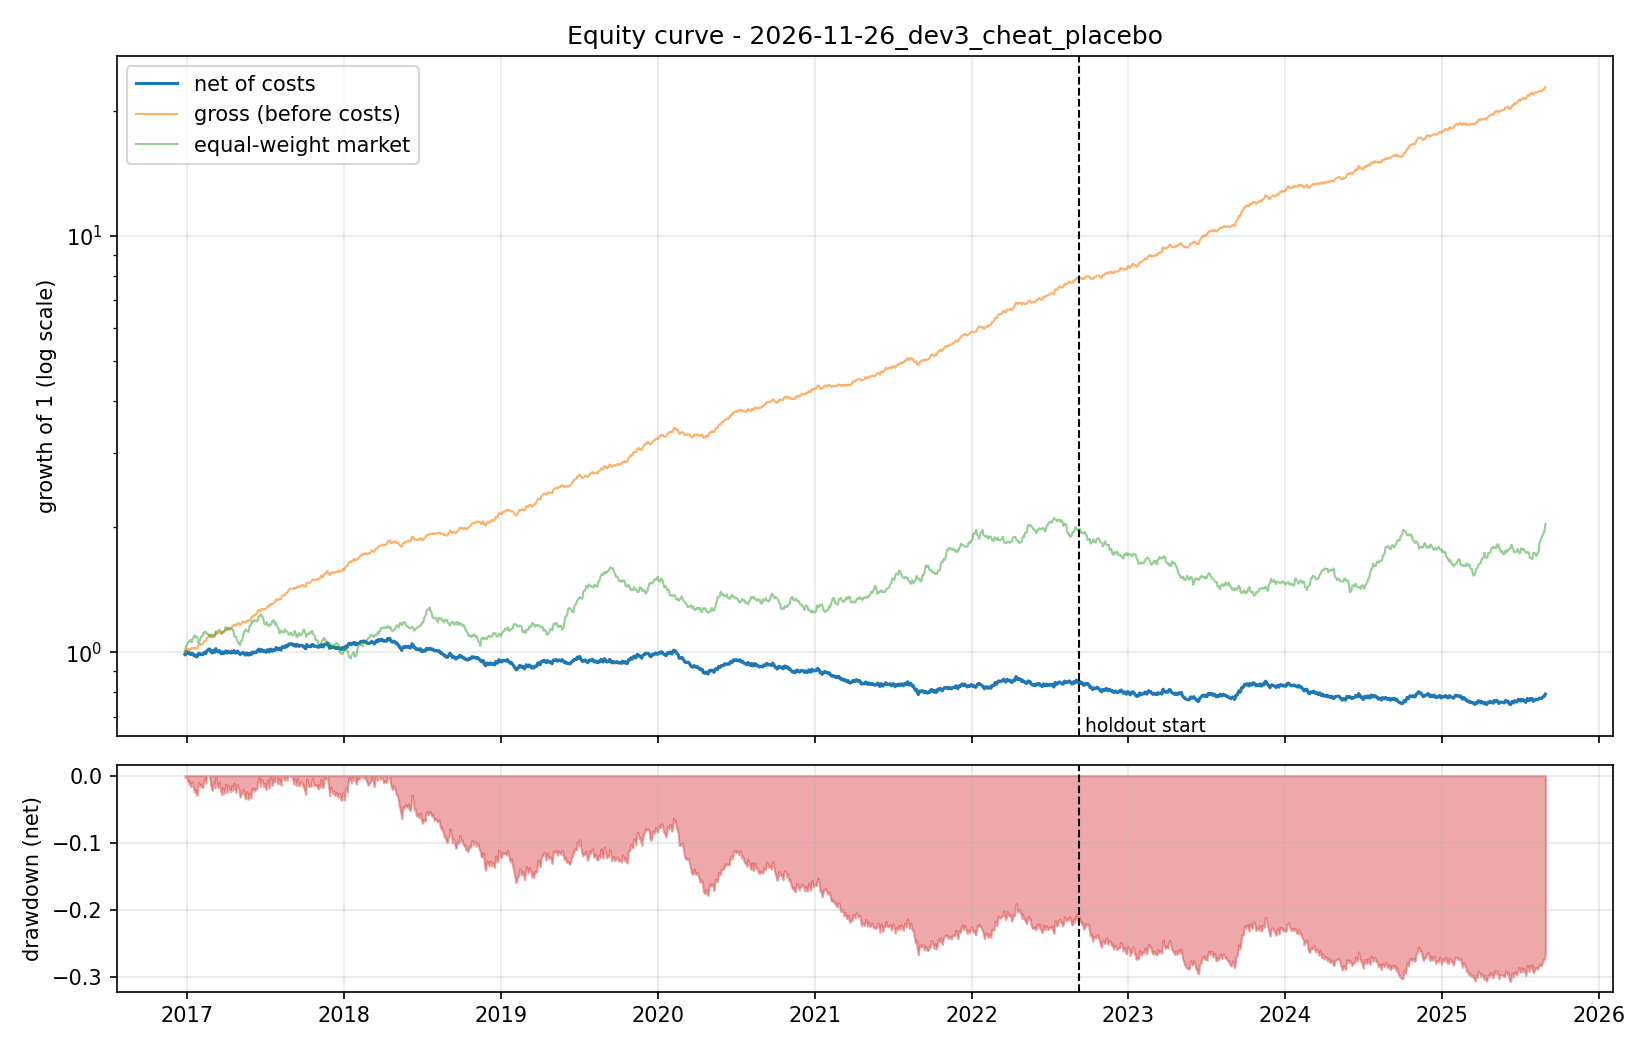 Equity curve - 2026-11-26_dev3_cheat_placebo
net of costs
gross (before costs)
equal-weight market
growth of 1 (log scale)
10¹
10⁰
holdout start
drawdown (net)
0.0
−0.1
−0.2
−0.3
2017 2018 2019 2020 2021 2022 2023 2024 2025 2026